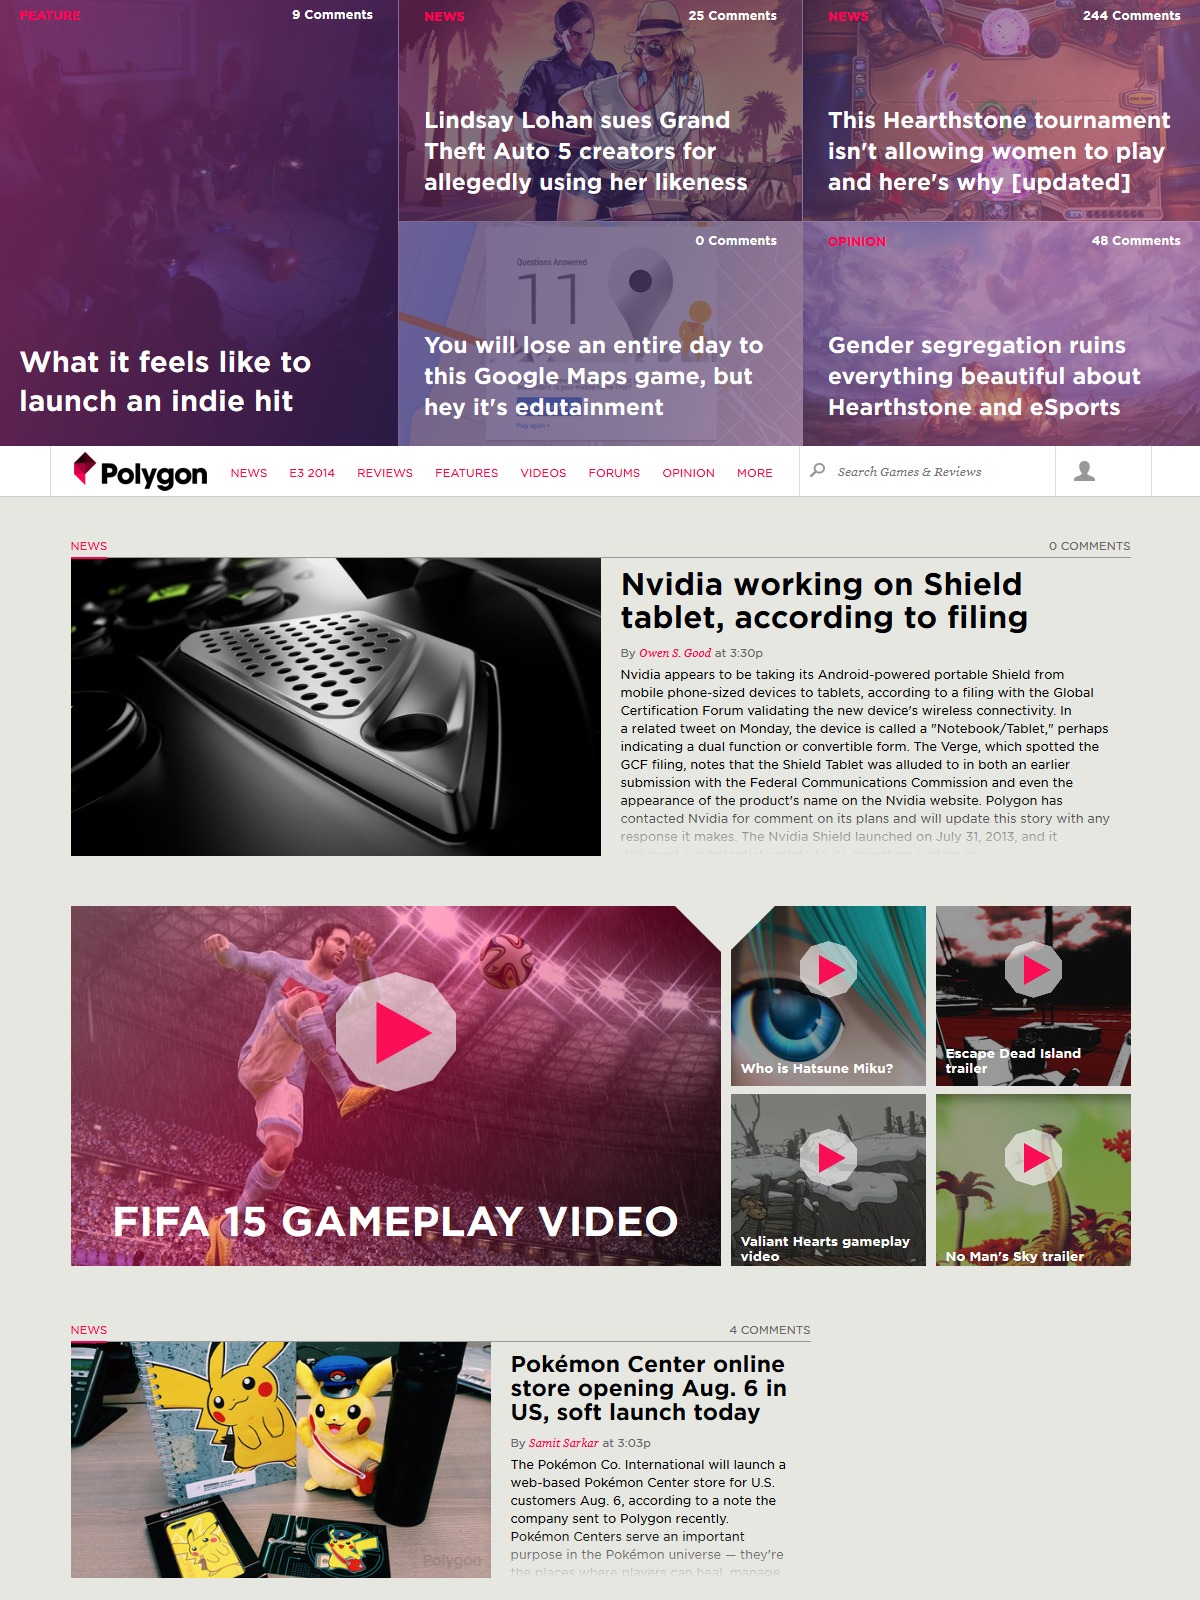 FEATURE
9 Comments
What it feels like to
launch an indie hit
NEWS
25 Comments
Lindsay Lohan sues Grand
Theft Auto 5 creators for
allegedly using her likeness
NEWS
244 Comments
This Hearthstone tournament
isn't allowing women to play
and here's why [updated]
0 Comments
Questions Answered
11
You will lose an entire day to
this Google Maps game, but
hey it's edutainment
Play again >
OPINION
48 Comments
Gender segregation ruins
everything beautiful about
Hearthstone and eSports
Polygon
NEWS E3 2014 REVIEWS FEATURES VIDEOS FORUMS OPINION MORE
Search Games & Reviews
NEWS
0 COMMENTS
Nvidia working on Shield
tablet, according to filing
By Owen S. Good at 3:30p
Nvidia appears to be taking its Android-powered portable Shield from
mobile phone-sized devices to tablets, according to a filing with the Global
Certification Forum validating the new device's wireless connectivity. In
a related tweet on Monday, the device is called a "Notebook/Tablet," perhaps
indicating a dual function or convertible form. The Verge, which spotted the
GCF filing, notes that the Shield Tablet was alluded to in both an earlier
submission with the Federal Communications Commission and even the
appearance of the product's name on the Nvidia website. Polygon has
contacted Nvidia for comment on its plans and will update this story with any
response it makes. The Nvidia Shield launched on July 31, 2013, and it
FIFA 15 GAMEPLAY VIDEO
Who is Hatsune Miku?
Escape Dead Island
trailer
Valiant Hearts gameplay
video
No Man's Sky trailer
NEWS
4 COMMENTS
Polygon
Pokémon Center online
store opening Aug. 6 in
US, soft launch today
By Samit Sarkar at 3:03p
The Pokémon Co. International will launch a
web-based Pokémon Center store for U.S.
customers Aug. 6, according to a note the
company sent to Polygon recently.
Pokémon Centers serve an important
purpose in the Pokémon universe — they're
the places where players can heal, manage